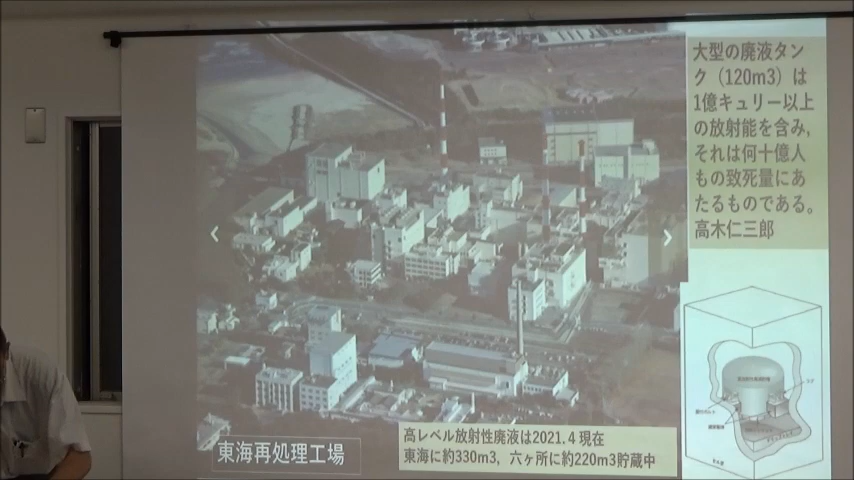 大型の廃液タン
ク（120m3）は
1億キュリー以上
の放射能を含み，
それは何十億人
もの致死量にあ
たるものである。
高木仁三郎
東海再処理工場
高レベル放射性廃液は2021.4現在
東海に約330m3，六ヶ所に約220m3貯蔵中